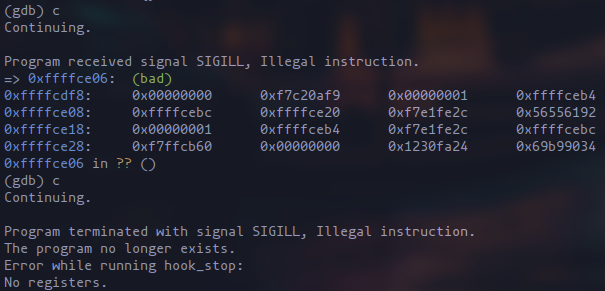 (gdb) c
Continuing.
Program received signal SIGILL, Illegal instruction.
=> 0xffffce06: (bad)
0xffffcdf8: 0x00000000 0xf7c20af9 0x00000001 0xffffceb4
0xffffce08: 0xffffcebc 0xffffce20 0xf7e1fe2c 0x56556192
0xffffce18: 0x00000001 0xffffceb4 0xf7e1fe2c 0xffffcebc
0xffffce28: 0xf7ffcb60 0x00000000 0x1230fa24 0x69b99034
0xffffce06 in ?? ()
(gdb) c
Continuing.
Program terminated with signal SIGILL, Illegal instruction.
The program no longer exists.
Error while running hook_stop:
No registers.